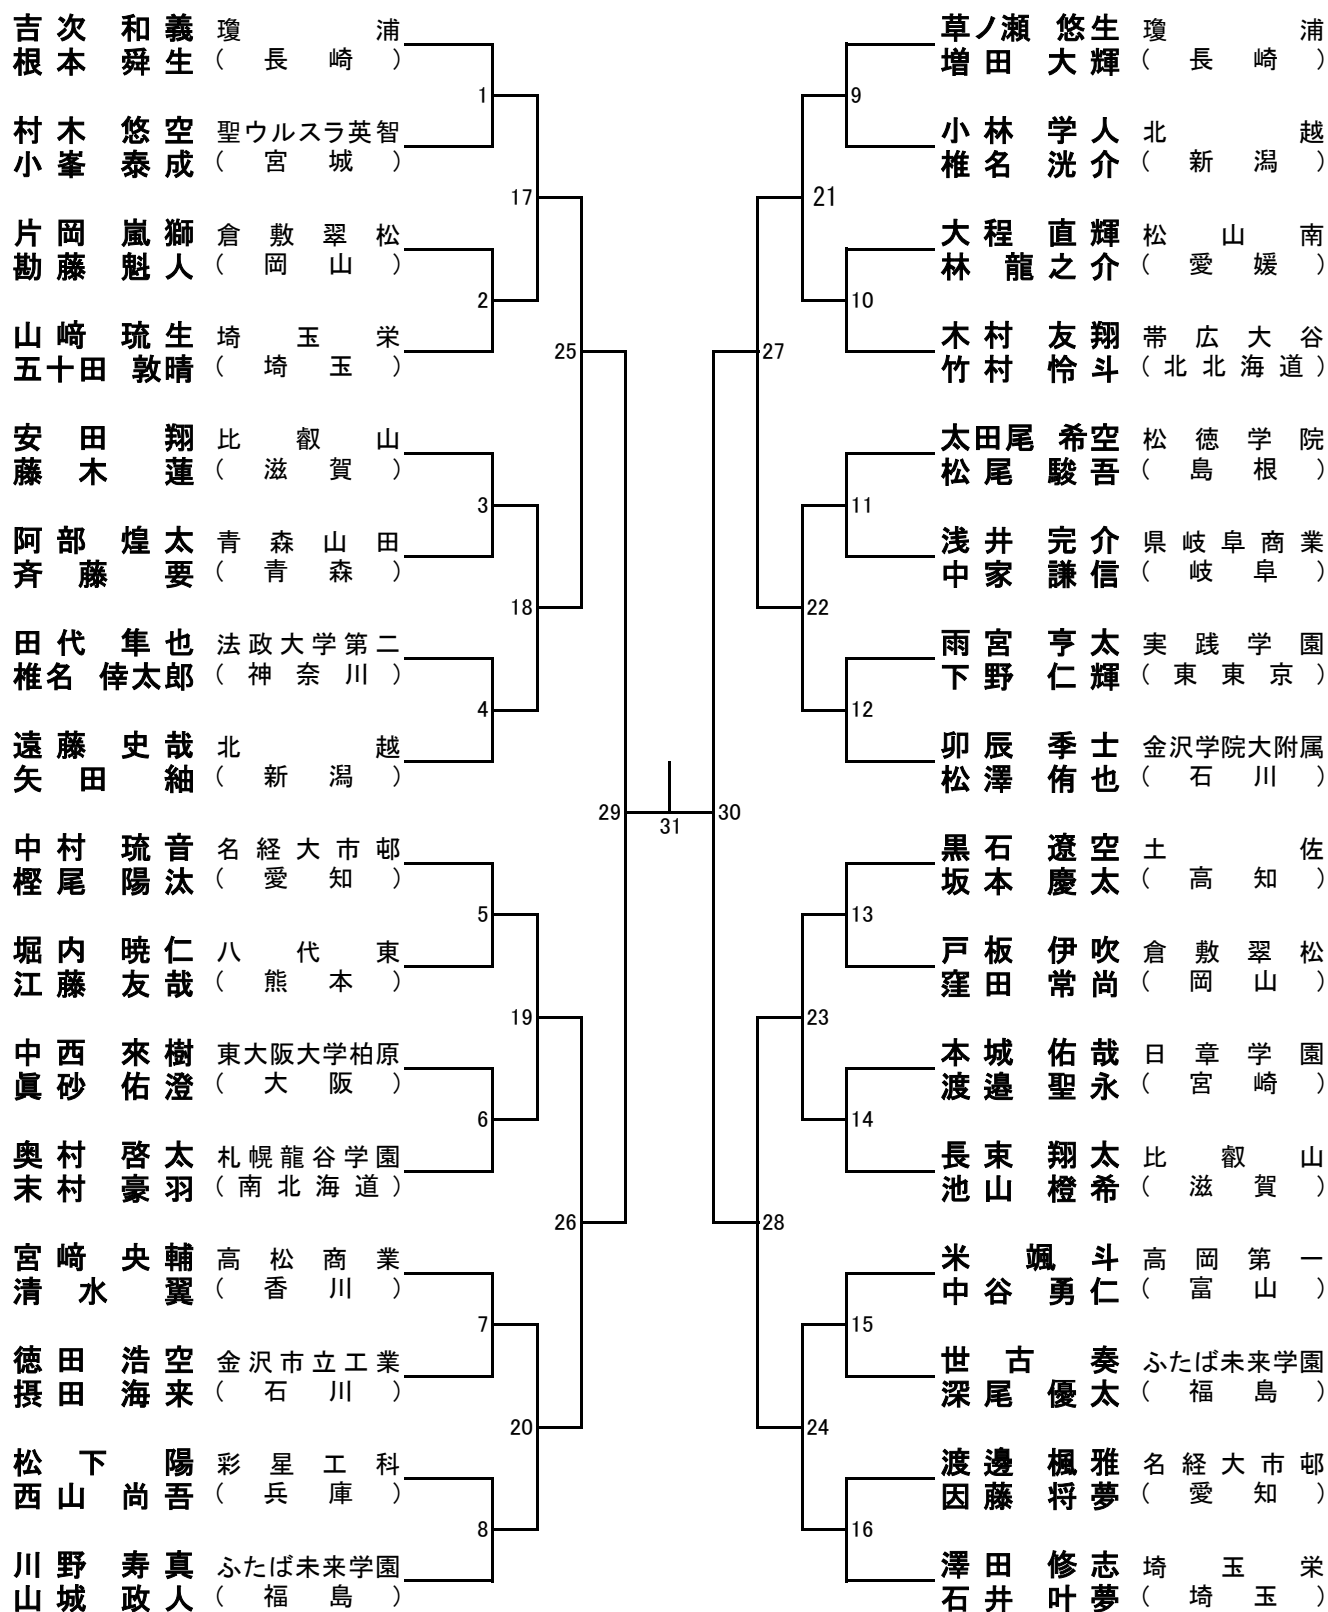 吉次 和義 瓊浦
根本 舜生 (長崎)
1
村木 悠空 聖ウルスラ英智
小峯 泰成 (宮城)
17
片岡 嵐獅 倉敷翠松
勘藤 魁人 (岡山)
2
山﨑 琉生 埼玉栄
五十田 敦晴 (埼玉)
25
安田 翔 比叡山
藤木 蓮 (滋賀)
3
阿部 煌太 青森山田
斉藤 要 (青森)
18
田代 隼也 法政大学第二
椎名 倖太郎 (神奈川)
4
遠藤 史哉 北越
矢田 紬 (新潟)
29
中村 琉音 名経大市邨
樫尾 陽汰 (愛知)
5
堀内 暁仁 八代東
江藤 友哉 (熊本)
19
中西 來樹 東大阪大学柏原
眞砂 佑澄 (大阪)
6
奥村 啓太 札幌龍谷学園
末村 豪羽 (南北海道)
26
宮﨑 央輔 高松商業
清水 翼 (香川)
7
徳田 浩空 金沢市立工業
摂田 海来 (石川)
20
松下 陽 彩星工科
西山 尚吾 (兵庫)
8
川野 寿真 ふたば未来学園
山城 政人 (福島)
31
草ノ瀬 悠生 瓊浦
増田 大輝 (長崎)
9
小林 学人 北越
椎名 洸介 (新潟)
21
大程 直輝 松山南
林 龍之介 (愛媛)
10
木村 友翔 帯広大谷
竹村 怜斗 (北北海道)
27
太田尾 希空 松徳学院
松尾 駿吾 (島根)
11
浅井 完介 県岐阜商業
中家 謙信 (岐阜)
22
雨宮 亨太 実践学園
下野 仁輝 (東東京)
12
卯辰 季士 金沢学院大附属
松澤 侑也 (石川)
30
黒石 遼空 土佐
坂本 慶太 (高知)
13
戸板 伊吹 倉敷翠松
窪田 常尚 (岡山)
23
本城 佑哉 日章学園
渡邉 聖永 (宮崎)
14
長束 翔太 比叡山
池山 橙希 (滋賀)
28
米 颯斗 高岡第一
中谷 勇仁 (富山)
15
世古 奏 ふたば未来学園
深尾 優太 (福島)
24
渡邊 楓雅 名経大市邨
因藤 将夢 (愛知)
16
澤田 修志 埼玉栄
石井 叶夢 (埼玉)